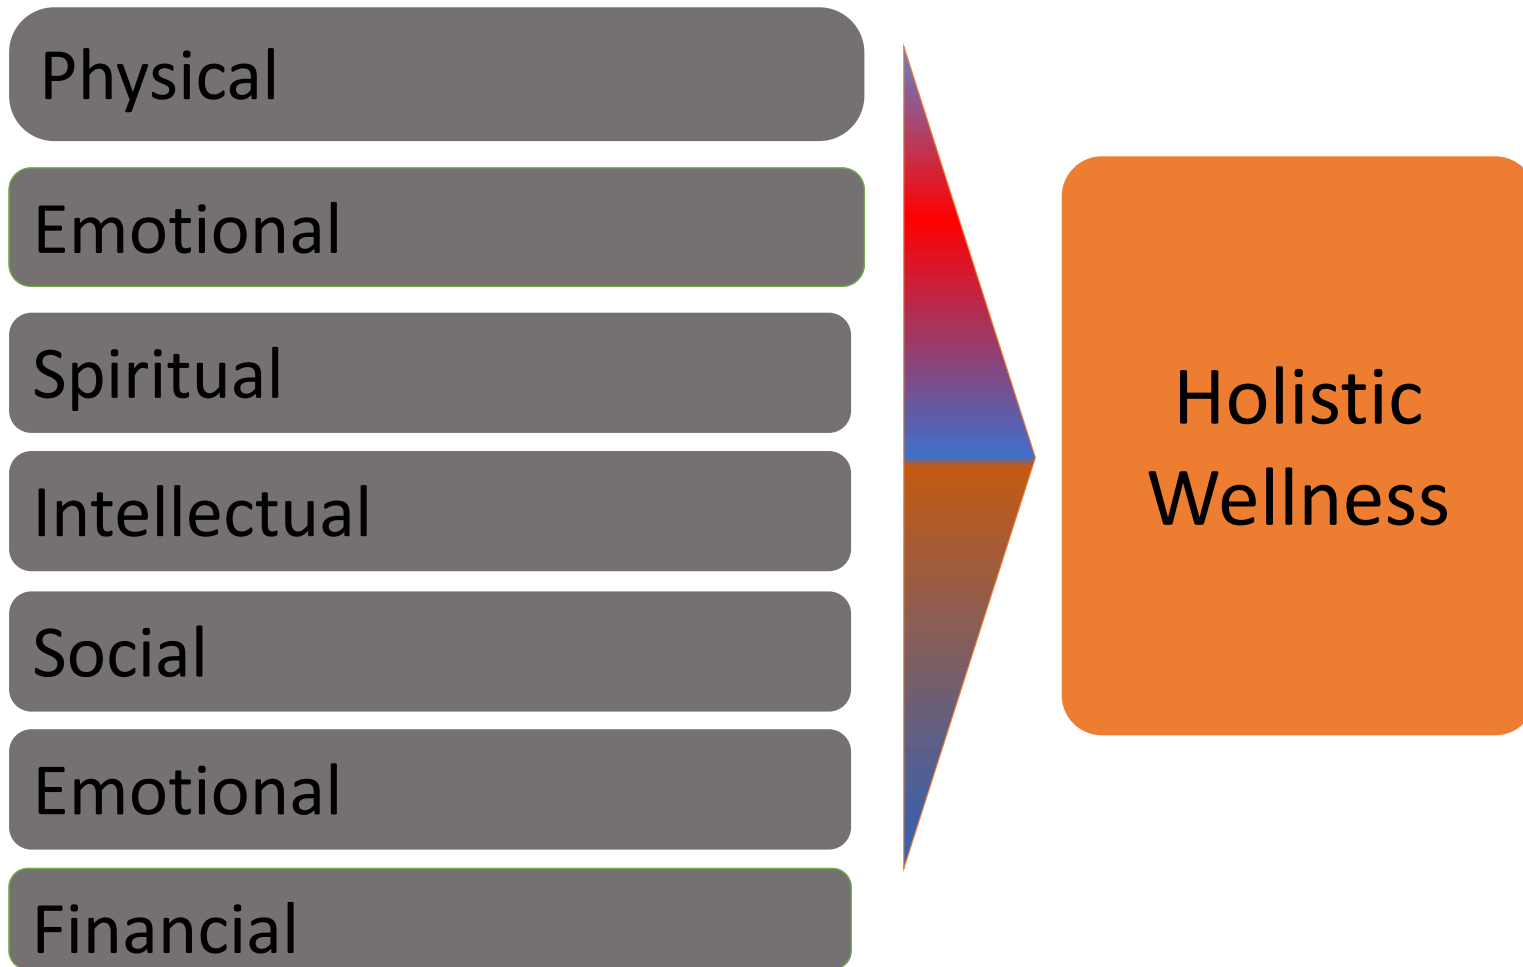 Physical
Emotional
Spiritual
Intellectual
Social
Emotional
Financial
Holistic
Wellness